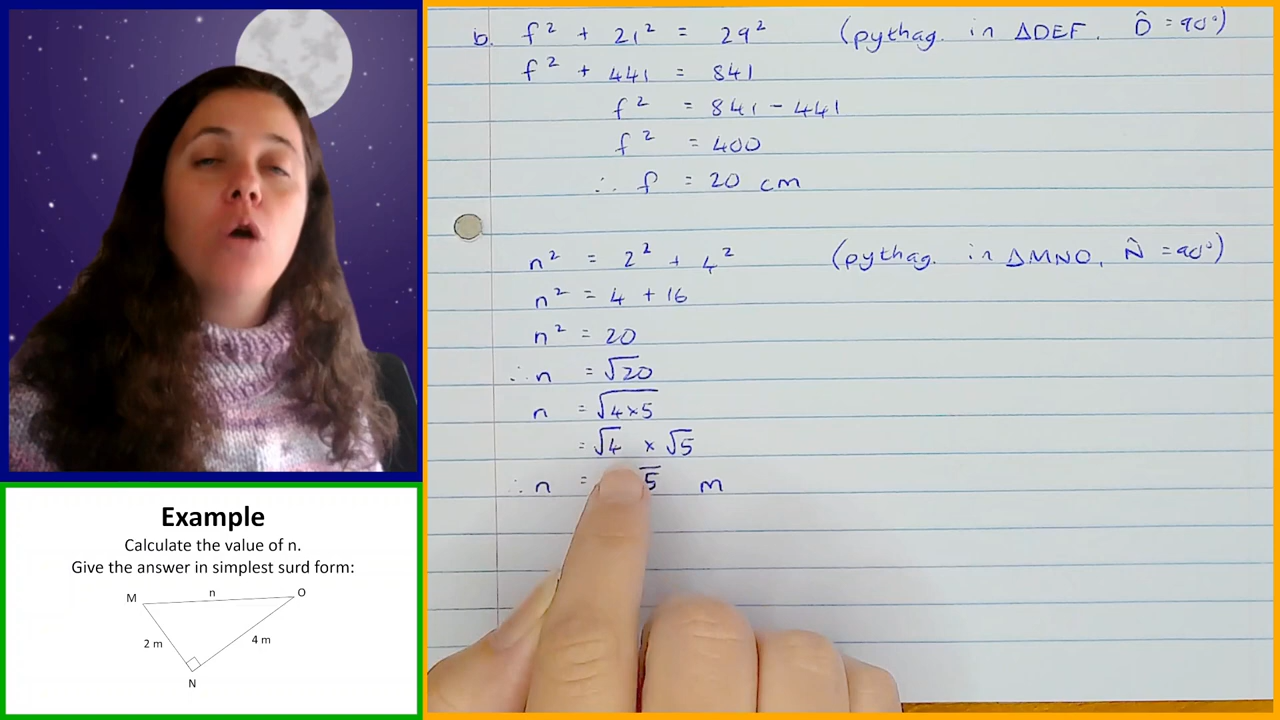 b. f² + 21² = 29² (pythag. in ΔDEF. D̂ = 90°)
f² + 441 = 841
f² = 841 - 441
f² = 400
∴ f = 20 cm
n² = 2² + 4² (pythag. in ΔMNO, N̂ = 90°)
n² = 4 + 16
n² = 20
∴ n = √20
n = √4×5
= √4 × √5
∴ n = 5 m
Example
Calculate the value of n.
Give the answer in simplest surd form:
M n O
2 m 4 m
N